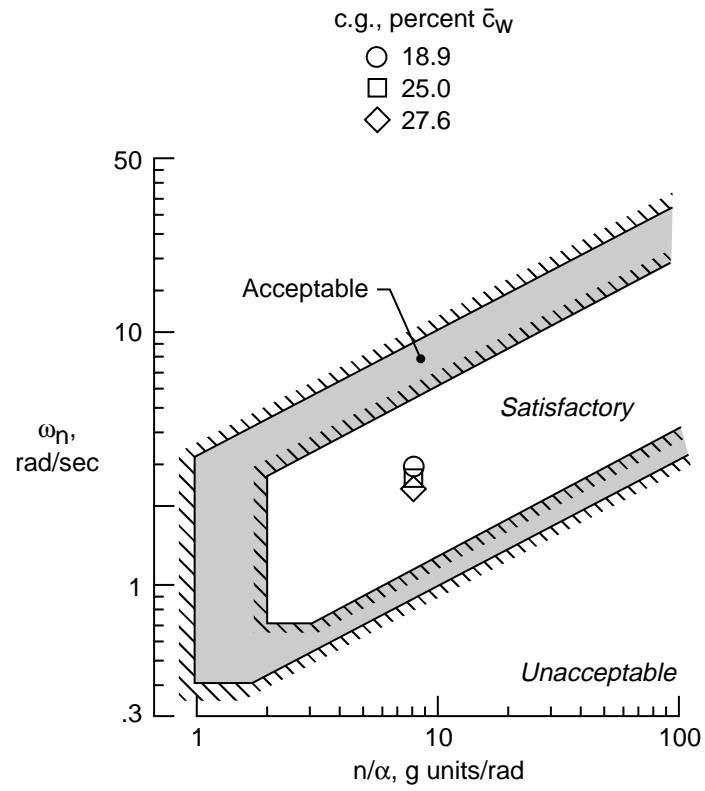 c.g., percent c̄w
18.9
25.0
27.6
50
Acceptable
10
Satisfactory
ωn,
rad/sec
1
Unacceptable
.3
1 10 100
n/α, g units/rad